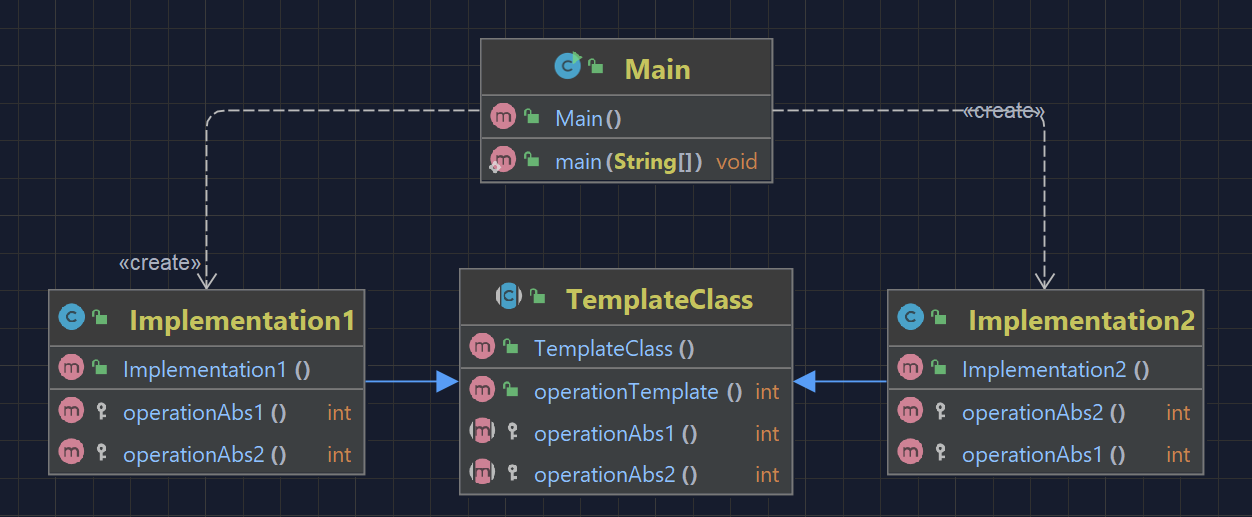 Main
Main()
main(String[]) void
«create»
«create»
Implementation1
Implementation1 ()
operationAbs1 () int
operationAbs2 () int
TemplateClass
TemplateClass ()
operationTemplate () int
operationAbs1 () int
operationAbs2 () int
Implementation2
Implementation2 ()
operationAbs2 () int
operationAbs1 () int